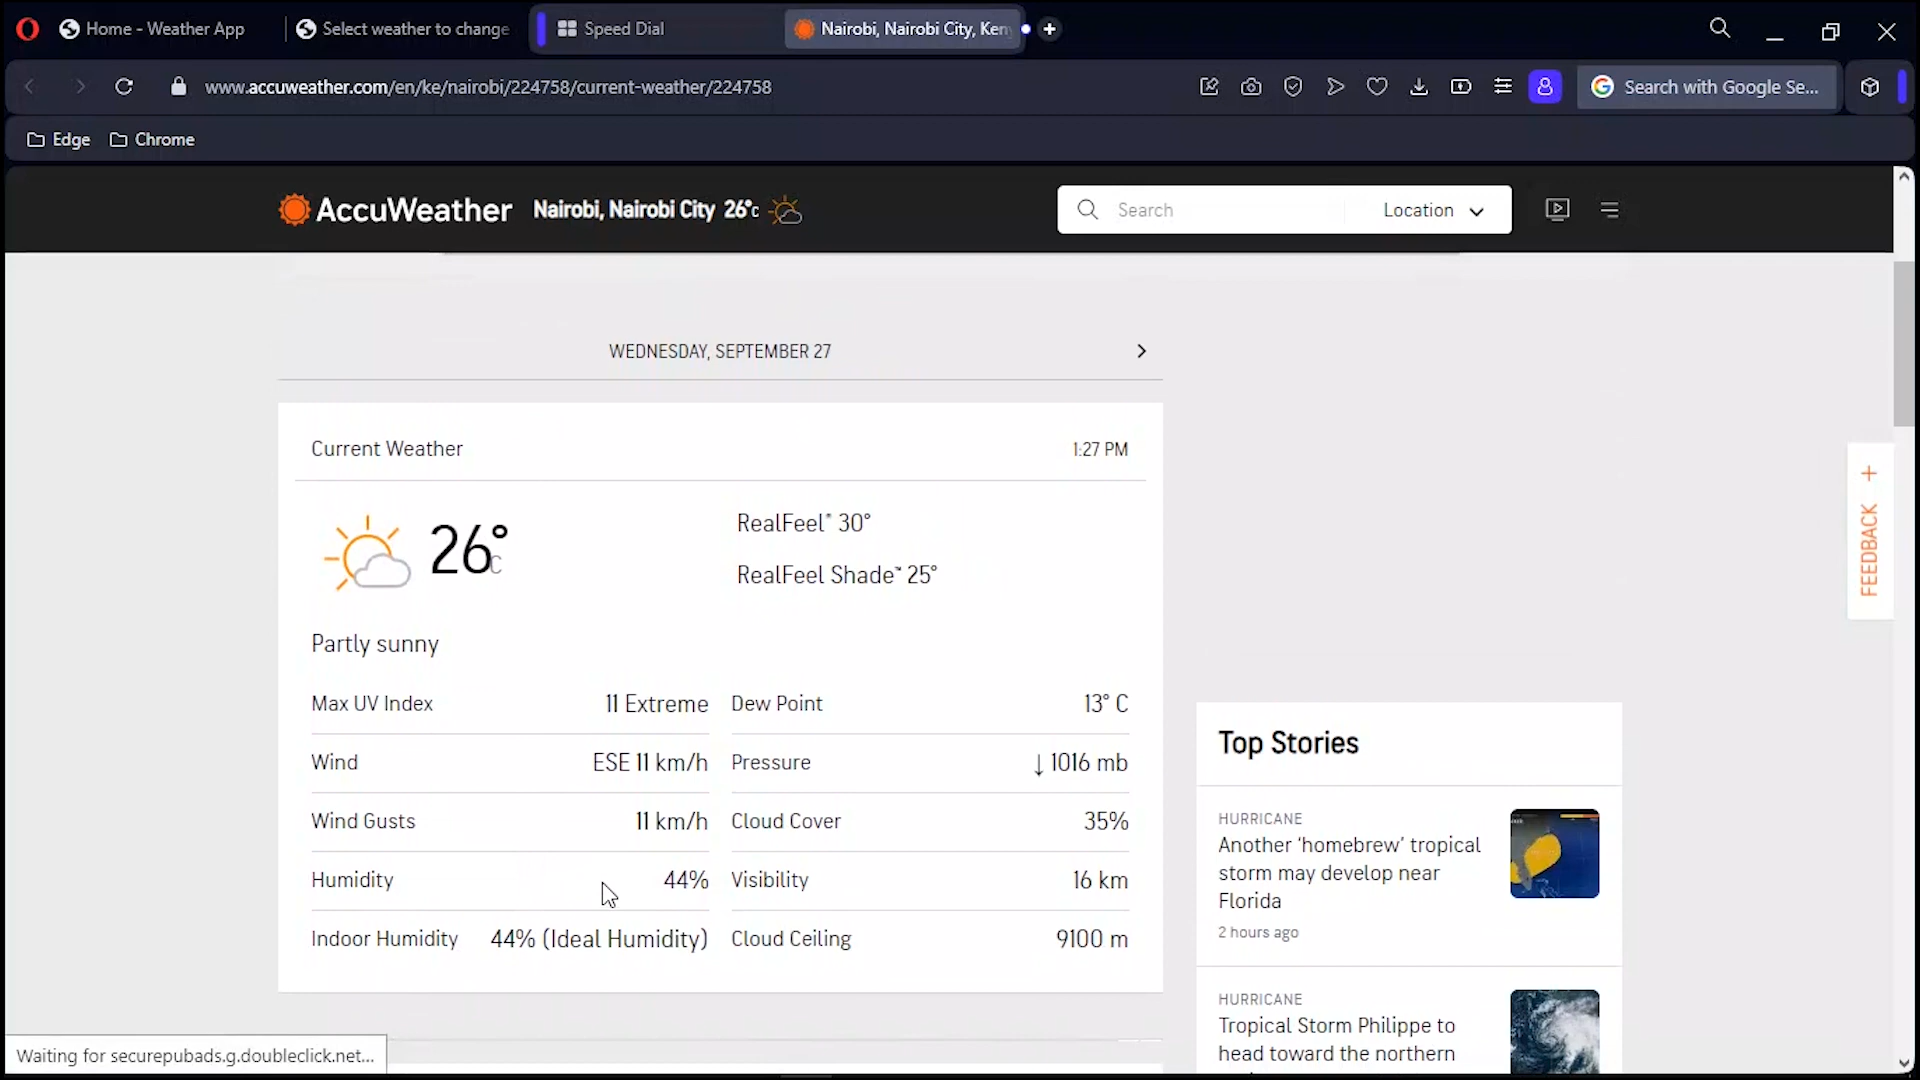 Home - Weather App
Select weather to change
Speed Dial
Nairobi, Nairobi City, Ken
www.accuweather.com/en/ke/nairobi/224758/current-weather/224758
Search with Google Se...
Edge
Chrome
AccuWeather
Nairobi, Nairobi City 26°c
Search
Location
WEDNESDAY, SEPTEMBER 27
Current Weather
1:27 PM
26°C
RealFeel® 30°
RealFeel Shade™ 25°
Partly sunny
Max UV Index 11 Extreme
Dew Point 13° C
Wind ESE 11 km/h
Pressure ↓ 1016 mb
Wind Gusts 11 km/h
Cloud Cover 35%
Humidity 44%
Visibility 16 km
Indoor Humidity 44% (Ideal Humidity)
Cloud Ceiling 9100 m
FEEDBACK +
Top Stories
HURRICANE
Another ‘homebrew’ tropical
storm may develop near
Florida
2 hours ago
HURRICANE
Tropical Storm Philippe to
head toward the northern
Waiting for securepubads.g.doubleclick.net...